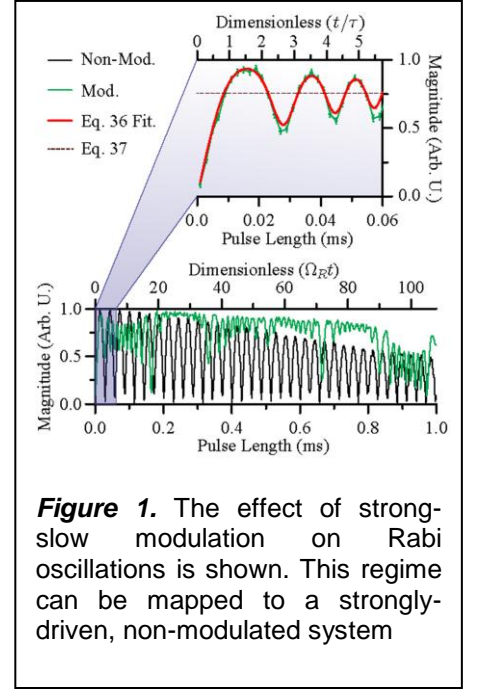 Dimensionless (t/τ)
0 1 2 3 4 5
Non-Mod.
Mod.
Eq. 36 Fit.
Eq. 37
1.0
0.5
0.0
Magnitude (Arb. U.)
0.0 0.02 0.04 0.06
Pulse Length (ms)
Dimensionless (Ω_R t)
0 20 40 60 80 100
Magnitude (Arb. U.)
1.0
0.5
0.0
0.0 0.2 0.4 0.6 0.8 1.0
Pulse Length (ms)
Figure 1. The effect of strong-
slow modulation on Rabi
oscillations is shown. This regime
can be mapped to a strongly-
driven, non-modulated system